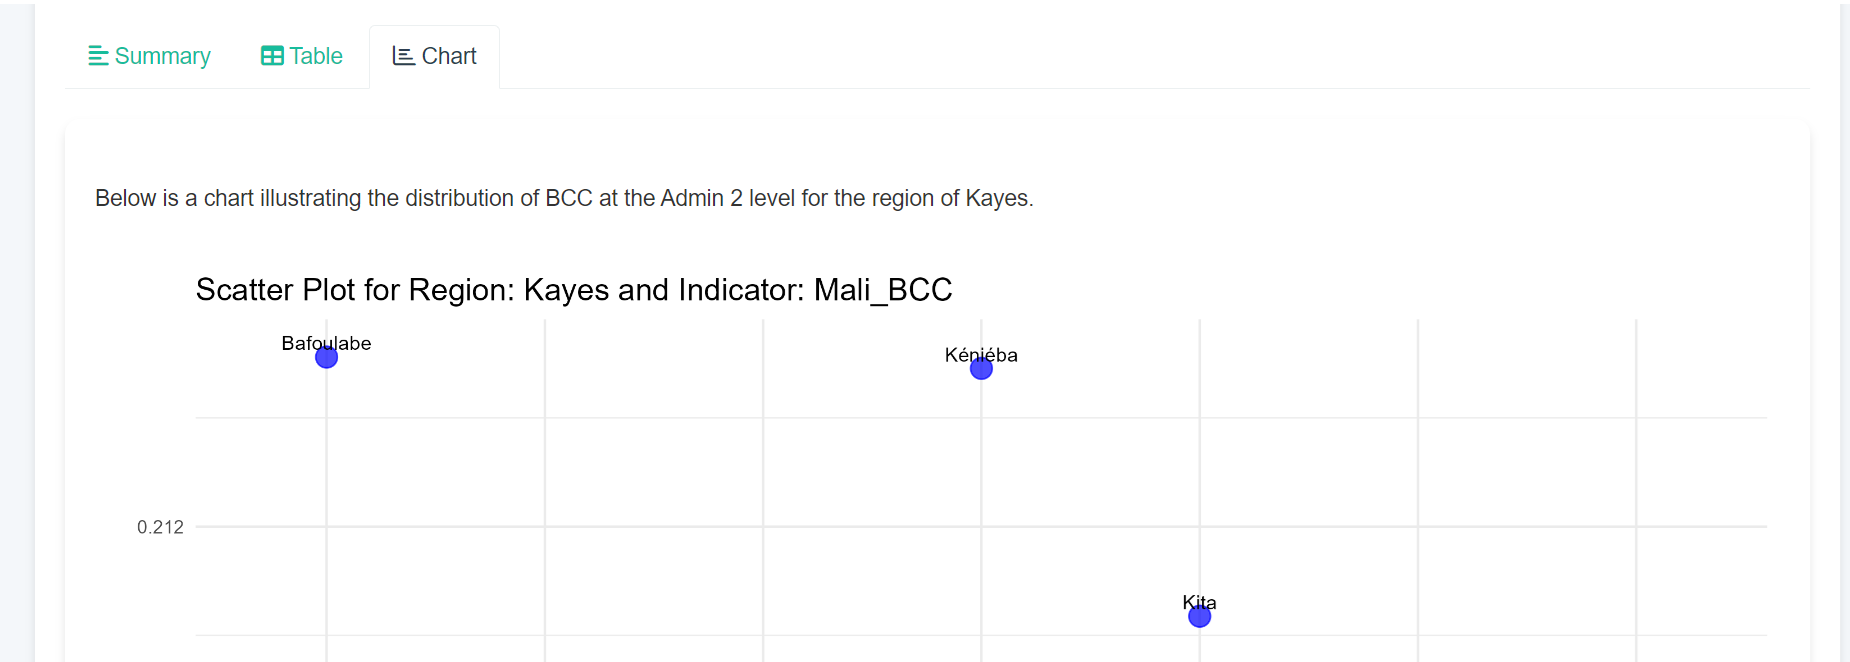 Summary Table Chart
Below is a chart illustrating the distribution of BCC at the Admin 2 level for the region of Kayes.
Scatter Plot for Region: Kayes and Indicator: Mali_BCC
Bafoulabe
Kéniéba
0.212
Kita